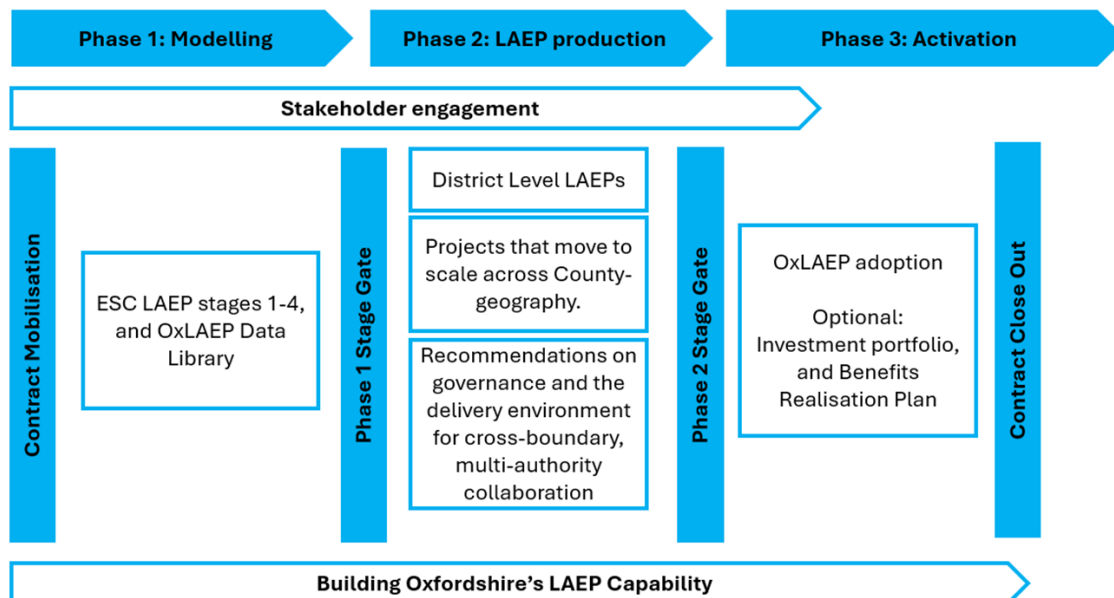 Phase 1: Modelling
Phase 2: LAEP production
Phase 3: Activation
Stakeholder engagement
Contract Mobilisation
ESC LAEP stages 1-4,
and OxLAEP Data
Library
Phase 1 Stage Gate
District Level LAEPs
Projects that move to
scale across County-
geography.
Recommendations on
governance and the
delivery environment
for cross-boundary,
multi-authority
collaboration
Phase 2 Stage Gate
OxLAEP adoption
Optional:
Investment portfolio,
and Benefits
Realisation Plan
Contract Close Out
Building Oxfordshire's LAEP Capability